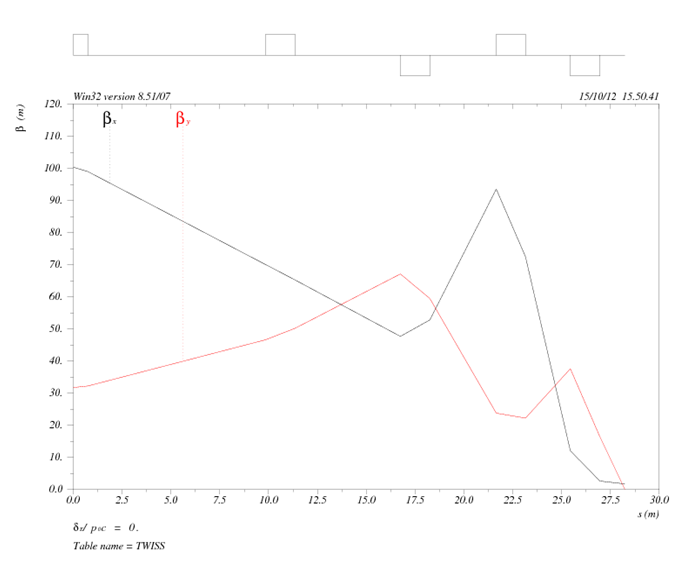 Win32 version 8.51/07 15/10/12 15.50.41
β (m)
120.
110.
100.
90.
80.
70.
60.
50.
40.
30.
20.
10.
0.0
βx βy
0.0 2.5 5.0 7.5 10.0 12.5 15.0 17.5 20.0 22.5 25.0 27.5 30.0
s (m)
δE/ p0c = 0.
Table name = TWISS